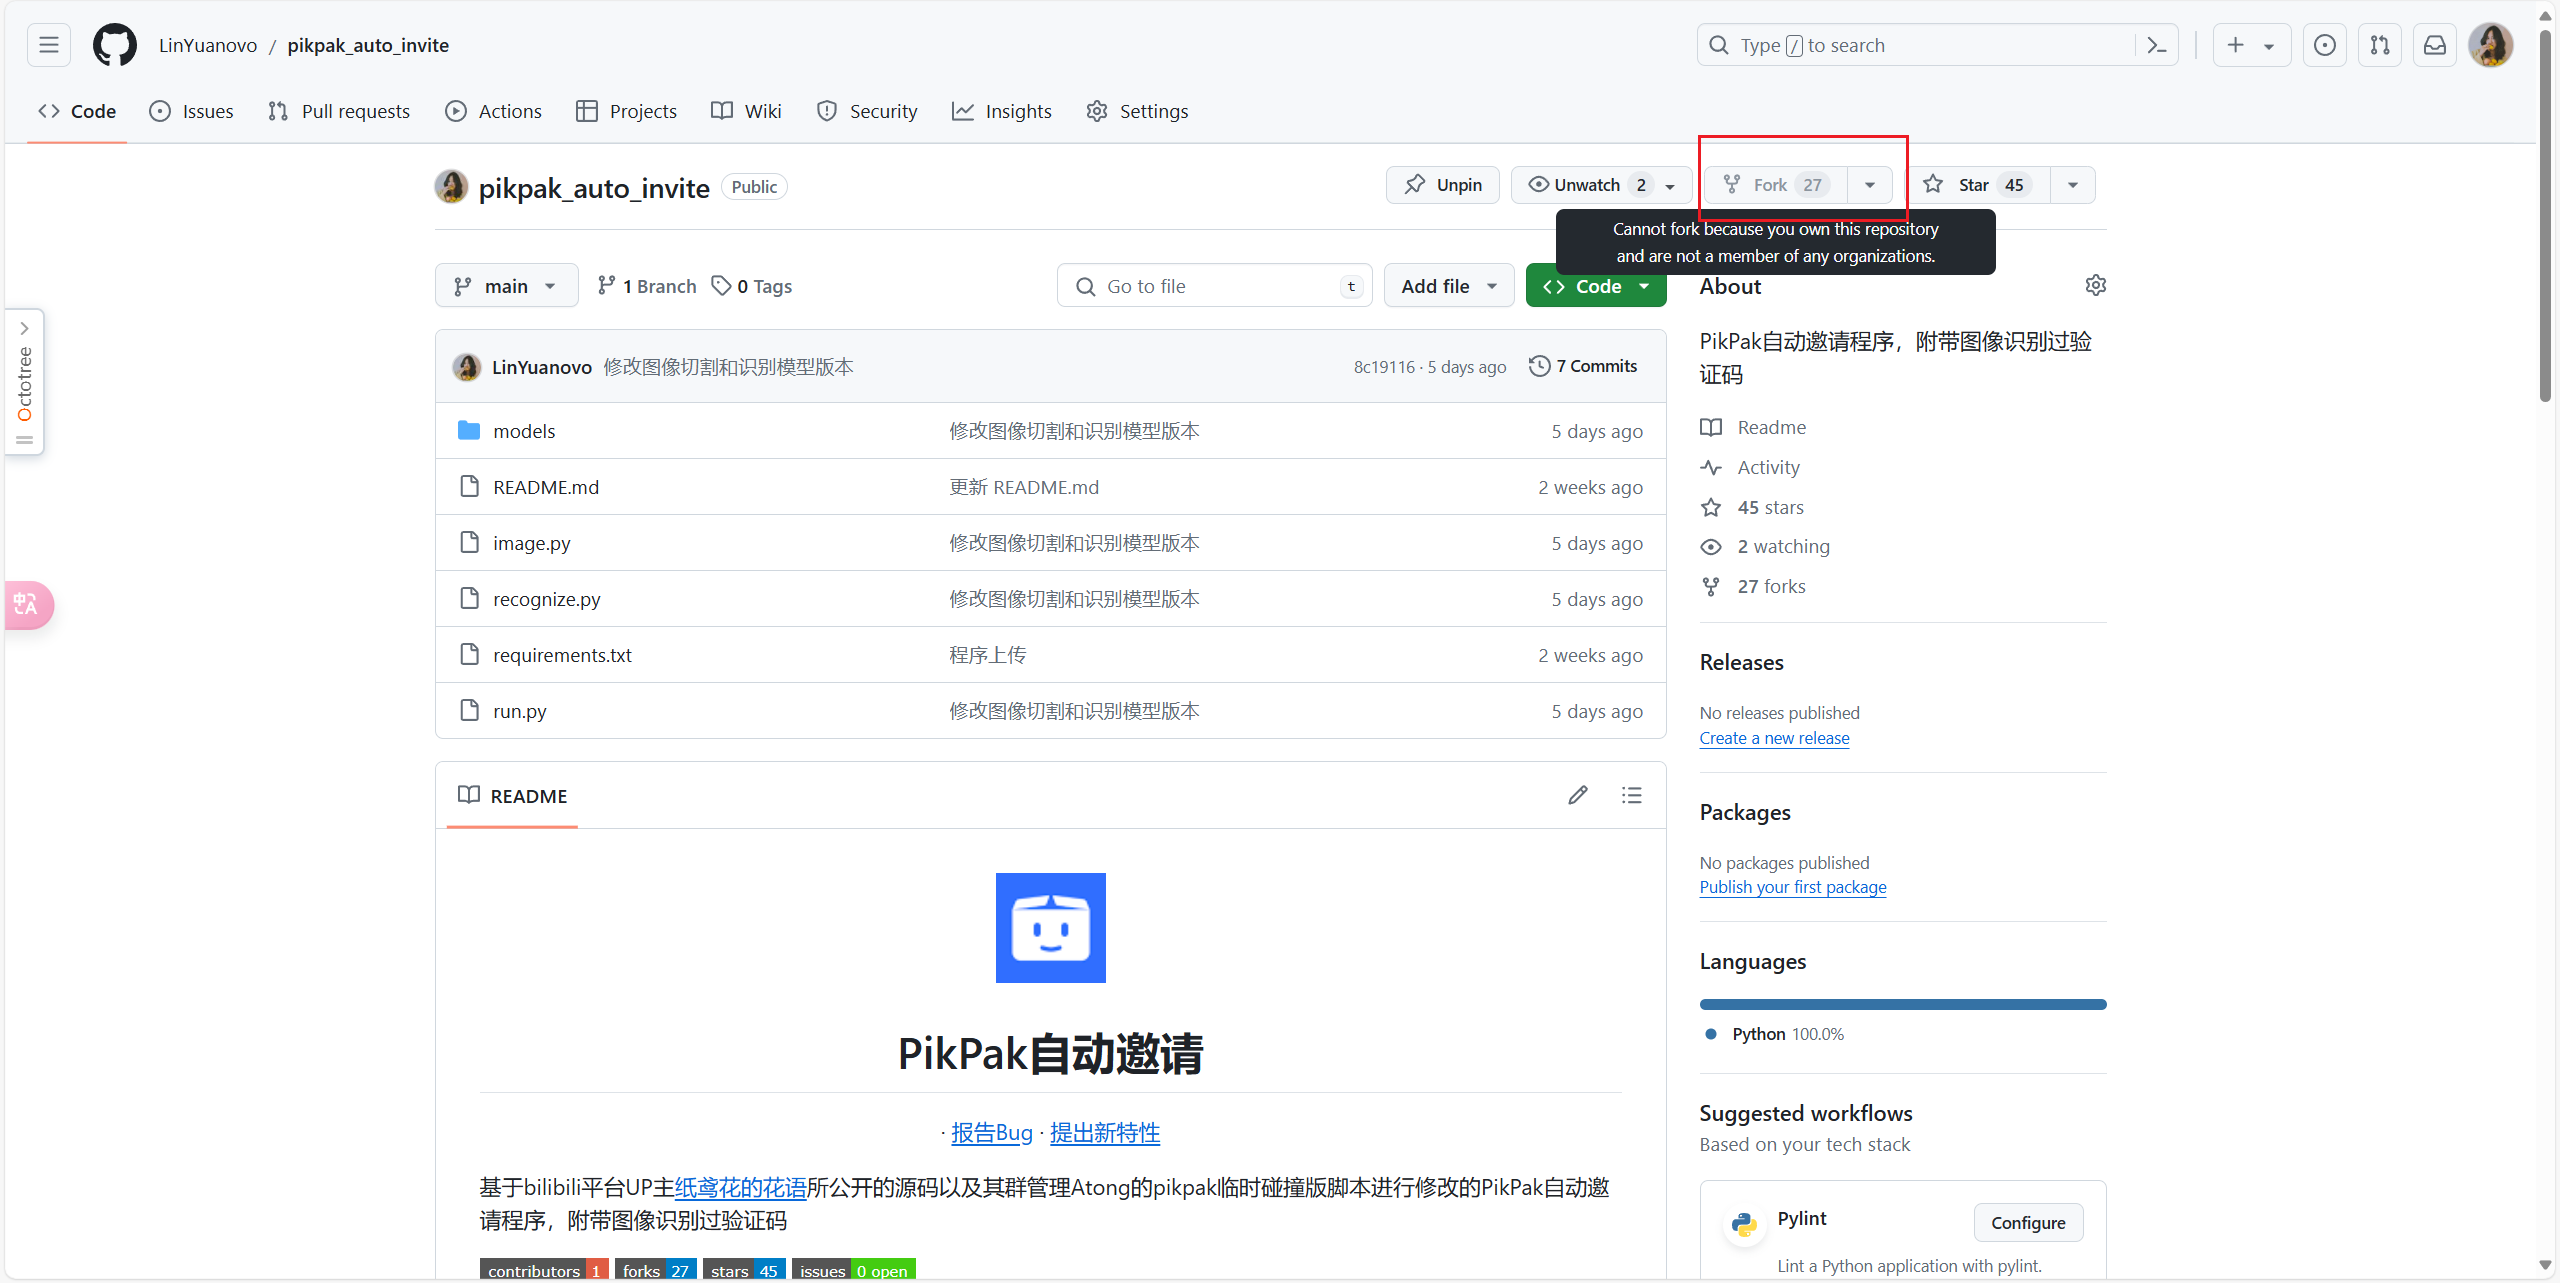 LinYuanovo / pikpak_auto_invite
Type / to search
Code
Issues
Pull requests
Actions
Projects
Wiki
Security
Insights
Settings
pikpak_auto_invite Public
Unpin
Unwatch 2
Fork 27
Star 45
Cannot fork because you own this repository
and are not a member of any organizations.
main
1 Branch
0 Tags
Go to file t
Add file
Code
LinYuanovo 修改图像切割和识别模型版本 8c19116 · 5 days ago 7 Commits
models 修改图像切割和识别模型版本 5 days ago
README.md 更新 README.md 2 weeks ago
image.py 修改图像切割和识别模型版本 5 days ago
recognize.py 修改图像切割和识别模型版本 5 days ago
requirements.txt 程序上传 2 weeks ago
run.py 修改图像切割和识别模型版本 5 days ago
README
PikPak自动邀请
· 报告Bug · 提出新特性
基于bilibili平台UP主纸鸢花的花语所公开的源码以及其群管理Atong的pikpak临时碰撞版脚本进行修改的PikPak自动邀
请程序，附带图像识别过验证码
contributors 1 forks 27 stars 45 issues 0 open
About
PikPak自动邀请程序，附带图像识别过验
证码
Readme
Activity
45 stars
2 watching
27 forks
Releases
No releases published
Create a new release
Packages
No packages published
Publish your first package
Languages
Python 100.0%
Suggested workflows
Based on your tech stack
Pylint
Configure
Lint a Python application with pylint.
Octotree
中A